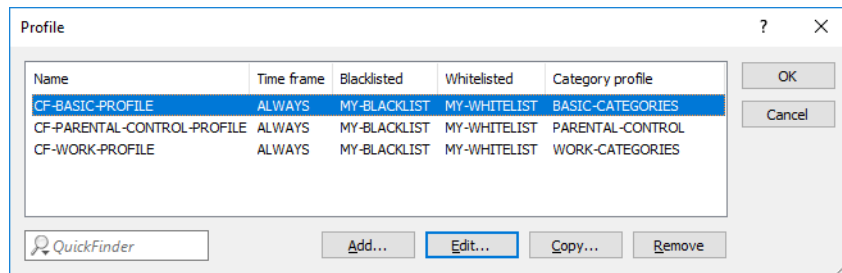 Profile ?
Name Time frame Blacklisted Whitelisted Category profile
CF-BASIC-PROFILE ALWAYS MY-BLACKLIST MY-WHITELIST BASIC-CATEGORIES
CF-PARENTAL-CONTROL-PROFILE ALWAYS MY-BLACKLIST MY-WHITELIST PARENTAL-CONTROL
CF-WORK-PROFILE ALWAYS MY-BLACKLIST MY-WHITELIST WORK-CATEGORIES
OK
Cancel
QuickFinder Add... Edit... Copy... Remove